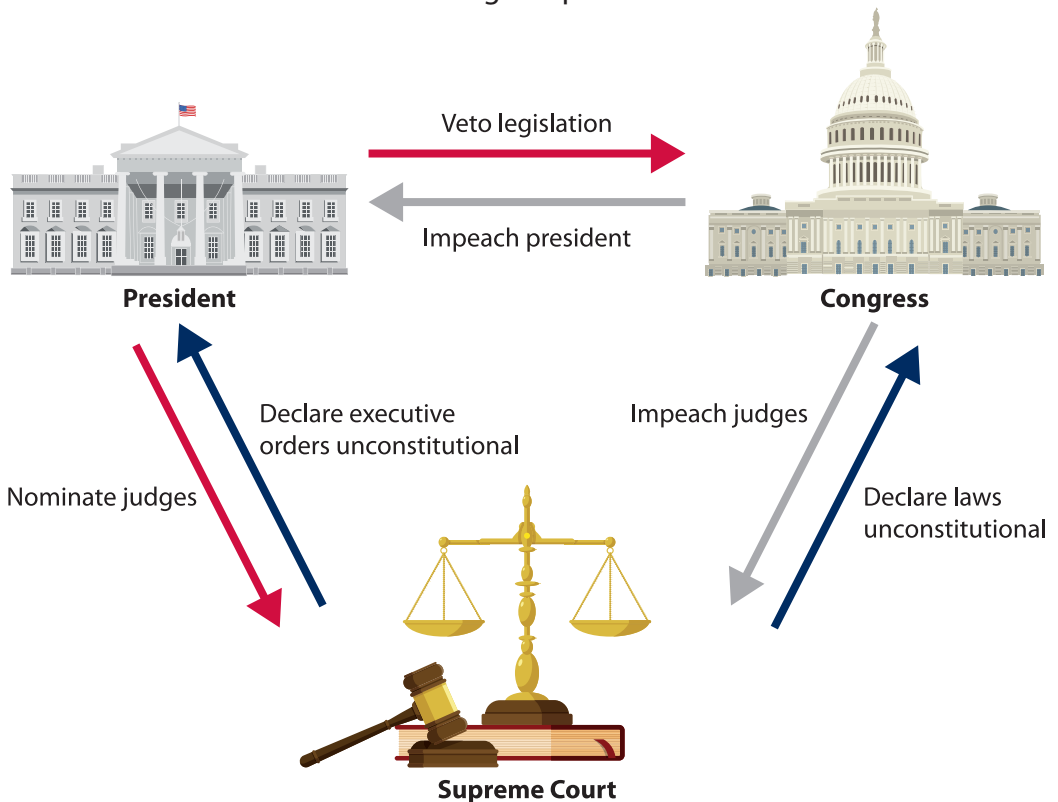 Veto legislation
Impeach president
President
Congress
Declare executive
orders unconstitutional
Impeach judges
Nominate judges
Declare laws
unconstitutional
Supreme Court